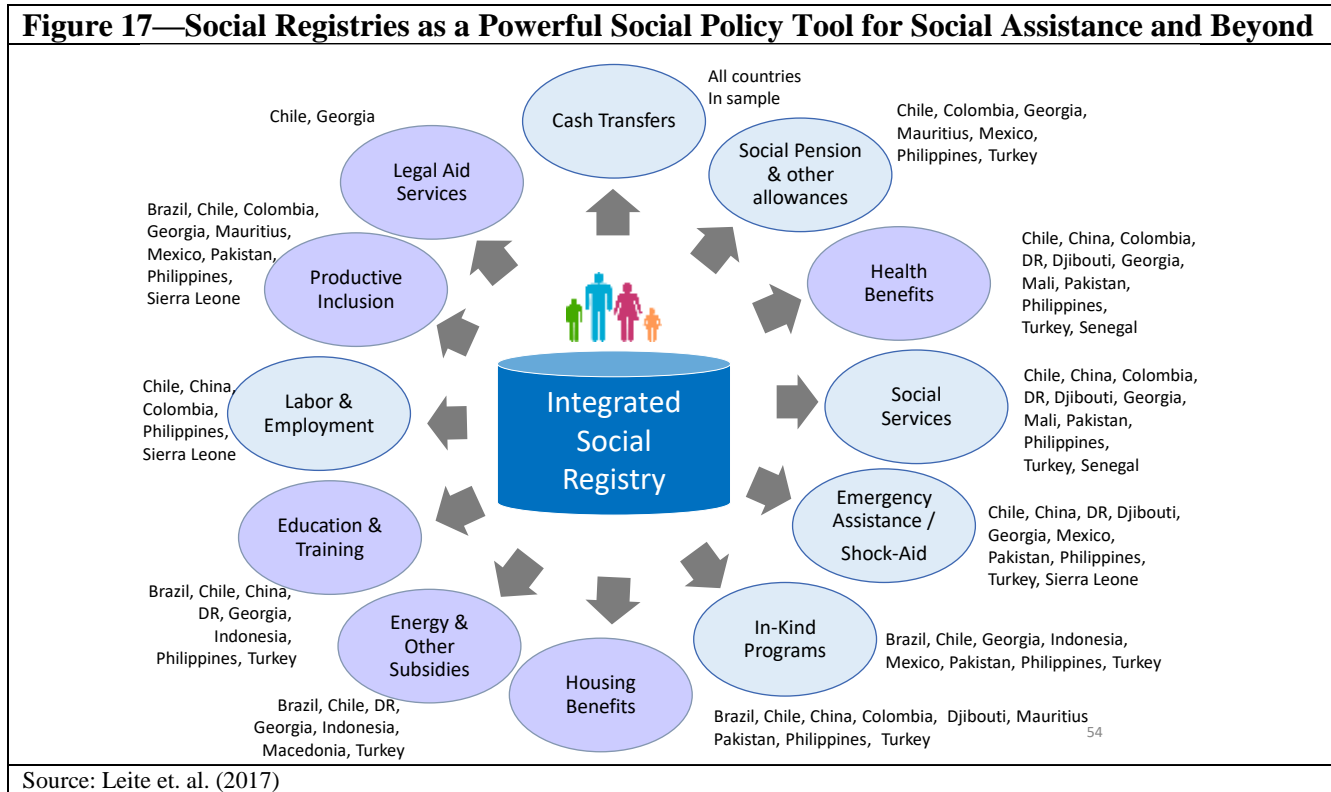 Figure 17—Social Registries as a Powerful Social Policy Tool for Social Assistance and Beyond
Cash Transfers
All countries
In sample
Social Pension
& other
allowances
Chile, Colombia, Georgia,
Mauritius, Mexico,
Philippines, Turkey
Health
Benefits
Chile, China, Colombia,
DR, Djibouti, Georgia,
Mali, Pakistan,
Philippines,
Turkey, Senegal
Social
Services
Chile, China, Colombia,
DR, Djibouti, Georgia,
Mali, Pakistan,
Philippines,
Turkey, Senegal
Emergency
Assistance /
Shock-Aid
Chile, China, DR, Djibouti,
Georgia, Mexico,
Pakistan, Philippines,
Turkey, Sierra Leone
In-Kind
Programs
Brazil, Chile, Georgia, Indonesia,
Mexico, Pakistan, Philippines, Turkey
Housing
Benefits
Brazil, Chile, China, Colombia, Djibouti, Mauritius
Pakistan, Philippines, Turkey
54
Energy &
Other
Subsidies
Brazil, Chile, DR,
Georgia, Indonesia,
Macedonia, Turkey
Education &
Training
Brazil, Chile, China,
DR, Georgia,
Indonesia,
Philippines, Turkey
Labor &
Employment
Chile, China,
Colombia,
Philippines,
Sierra Leone
Productive
Inclusion
Brazil, Chile, Colombia,
Georgia, Mauritius,
Mexico, Pakistan,
Philippines,
Sierra Leone
Legal Aid
Services
Chile, Georgia
Integrated
Social
Registry
Source: Leite et. al. (2017)